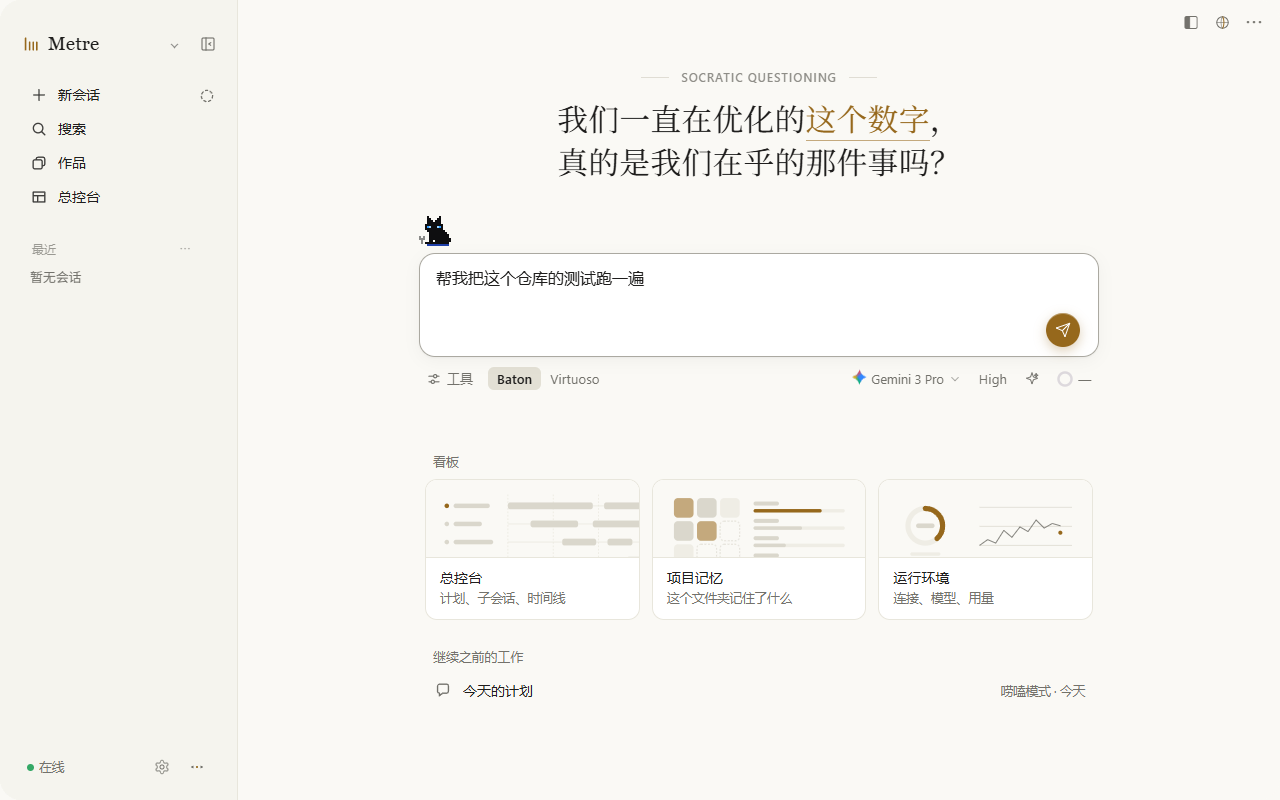 Metre
新会话
搜索
作品
总控台
最近
暂无会话
在线
SOCRATIC QUESTIONING
我们一直在优化的这个数字，
真的是我们在乎的那件事吗？
帮我把这个仓库的测试跑一遍
工具
Baton
Virtuoso
Gemini 3 Pro
High
—
看板
总控台
计划、子会话、时间线
项目记忆
这个文件夹记住了什么
运行环境
连接、模型、用量
继续之前的工作
今天的计划
唠嗑模式 · 今天